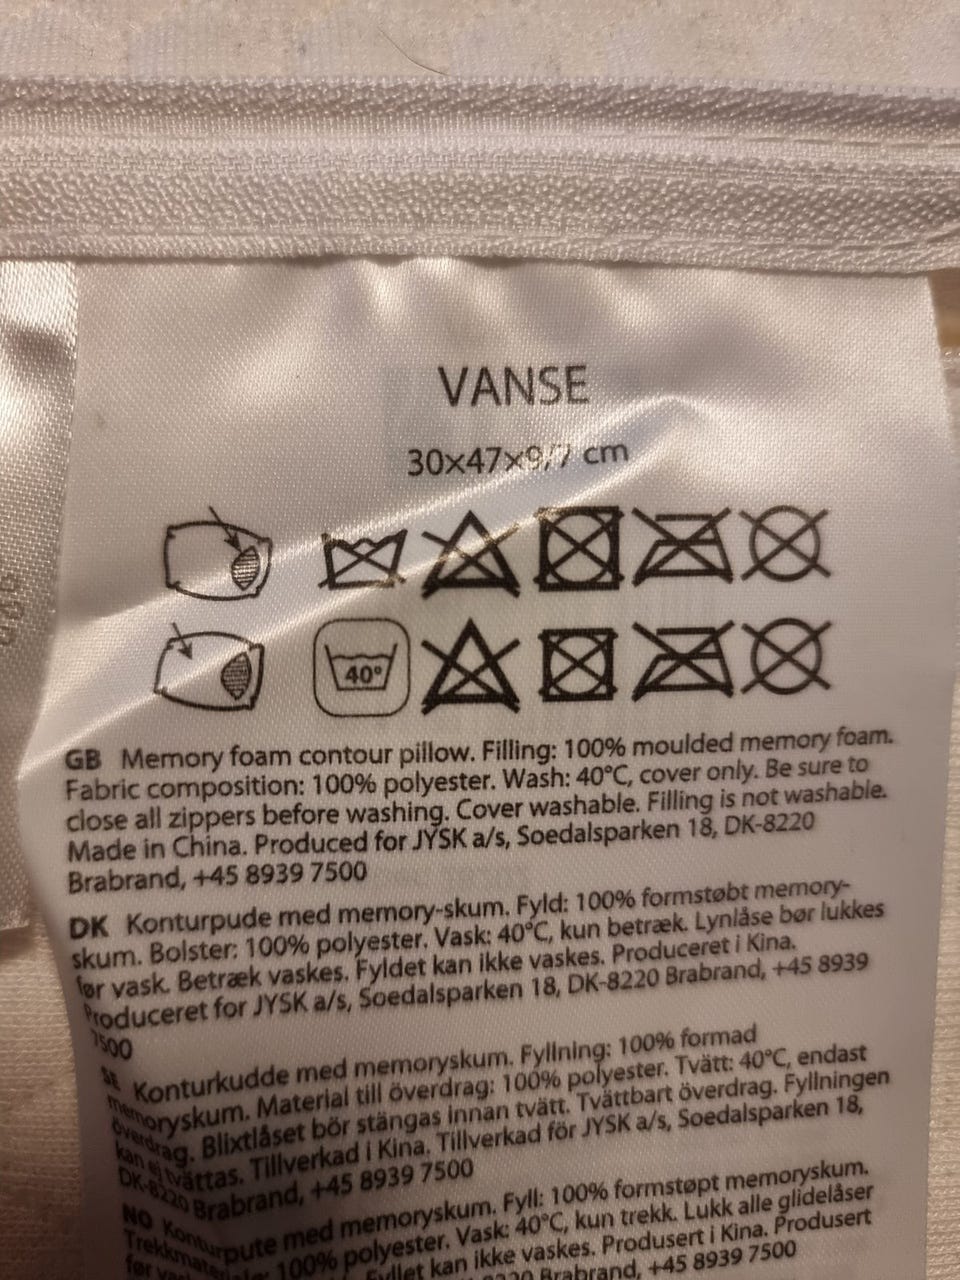 VANSE
30x47x9/7 cm
40°
GB Memory foam contour pillow. Filling: 100% moulded memory foam.
Fabric composition: 100% polyester. Wash: 40°C, cover only. Be sure to
close all zippers before washing. Cover washable. Filling is not washable.
Made in China. Produced for JYSK a/s, Soedalsparken 18, DK-8220
Brabrand, +45 8939 7500
DK Konturpude med memory-skum. Fyld: 100% formstøbt memory-
skum. Bolster: 100% polyester. Vask: 40°C, kun betræk. Lynlåse bør lukkes
før vask. Betræk vaskes. Fyldet kan ikke vaskes. Produceret i Kina.
Produceret for JYSK a/s, Soedalsparken 18, DK-8220 Brabrand, +45 8939
7500
SE Konturkudde med memoryskum. Fyllning: 100% formad
memoryskum. Material till överdrag: 100% polyester. Tvätt: 40°C, endast
överdrag. Blixtlåset bör stängas innan tvätt. Tvättbart överdrag. Fyllningen
kan ej tvättas. Tillverkad i Kina. Tillverkad för JYSK a/s, Soedalsparken 18,
DK-8220 Brabrand, +45 8939 7500
NO Konturpute med memoryskum. Fyll: 100% formstøpt memoryskum.
100% polyester. Vask: 40°C, kun trekk. Lukk alle glidelåser
før Fyllet kan ikke vaskes. Produsert i Kina. Produsert
Brabrand, +45 8939 7500